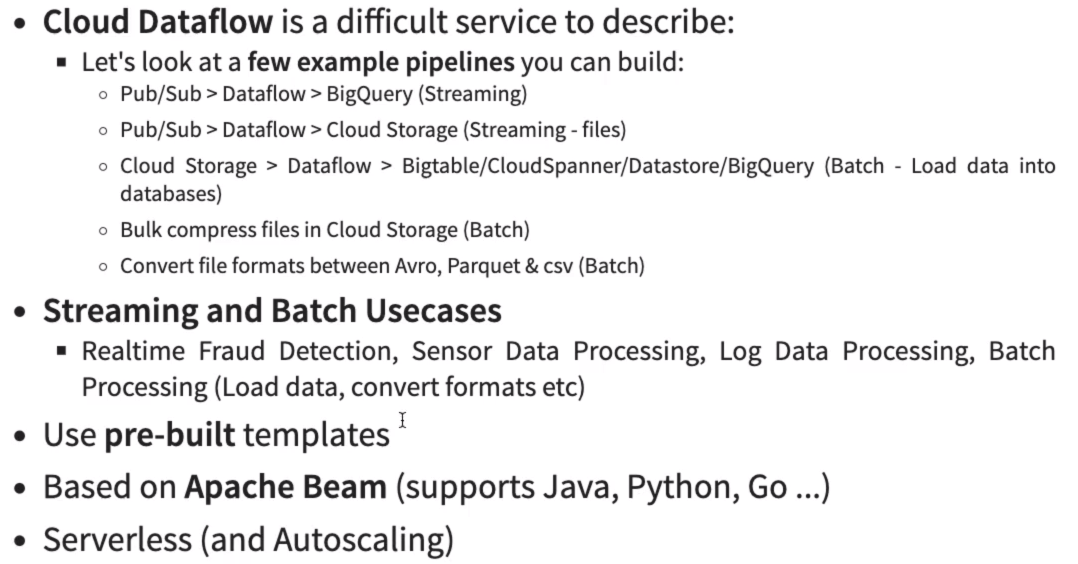 • Cloud Dataflow is a difficult service to describe:
▪ Let's look at a few example pipelines you can build:
○ Pub/Sub > Dataflow > BigQuery (Streaming)
○ Pub/Sub > Dataflow > Cloud Storage (Streaming - files)
○ Cloud Storage > Dataflow > Bigtable/CloudSpanner/Datastore/BigQuery (Batch - Load data into
databases)
○ Bulk compress files in Cloud Storage (Batch)
○ Convert file formats between Avro, Parquet & csv (Batch)
• Streaming and Batch Usecases
▪ Realtime Fraud Detection, Sensor Data Processing, Log Data Processing, Batch
Processing (Load data, convert formats etc)
• Use pre-built templates
• Based on Apache Beam (supports Java, Python, Go ...)
• Serverless (and Autoscaling)